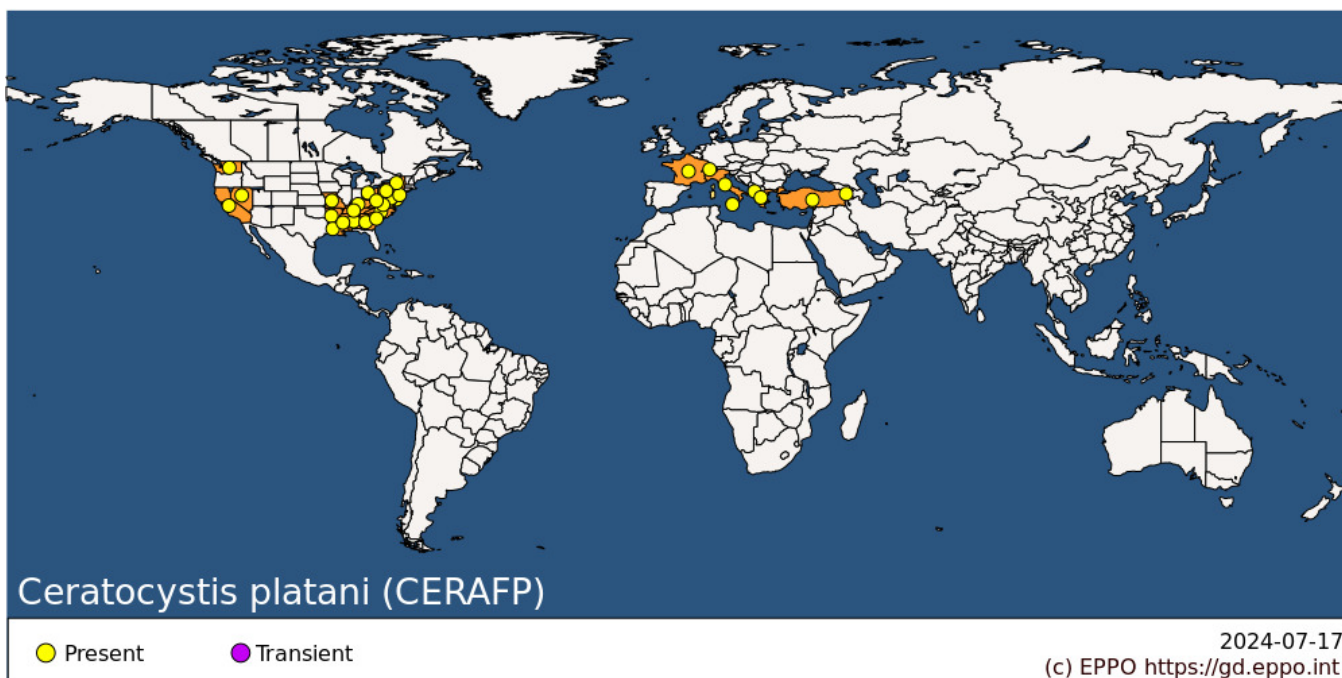 Ceratocystis platani (CERAFP)
Present
Transient
2024-07-17
(c) EPPO https://gd.eppo.int